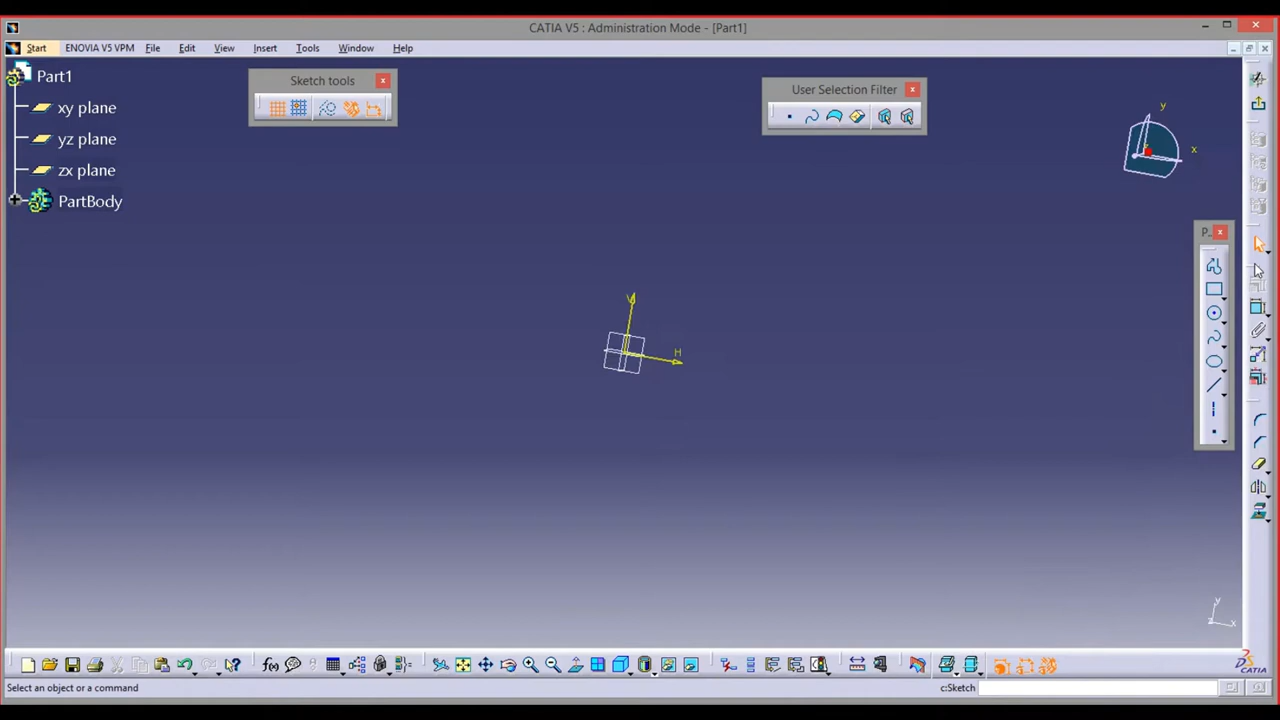 CATIA V5 : Administration Mode - [Part1]
Start ENOVIA V5 VPM File Edit View Insert Tools Window Help
Part1
xy plane
yz plane
zx plane
PartBody
Sketch tools
User Selection Filter
y
x
P..
V
H
y
x
f(x)
CATIA
Select an object or a command
c:Sketch